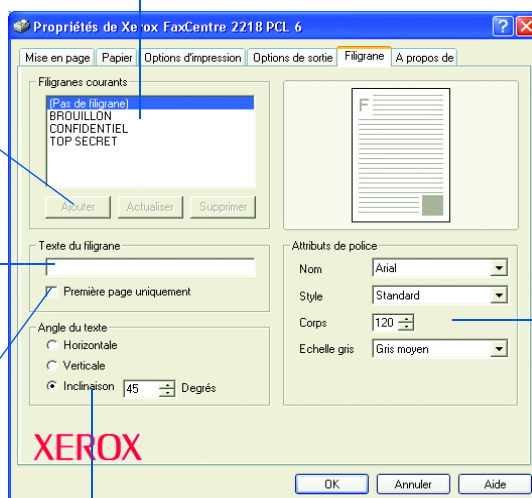 Propriétés de Xerox FaxCentre 2218 PCL 6
Mise en page Papier Options d'impression Options de sortie Filigrane A propos de
Filigranes courants
(Pas de filigrane)
BROUILLON
CONFIDENTIEL
TOP SECRET
Ajouter Actualiser Supprimer
F
Texte du filigrane
Première page uniquement
Angle du texte
Horizontale
Verticale
Inclinaison 45 Degrés
Attributs de police
Nom Arial
Style Standard
Corps 120
Echelle gris Gris moyen
XEROX
OK Annuler Aide